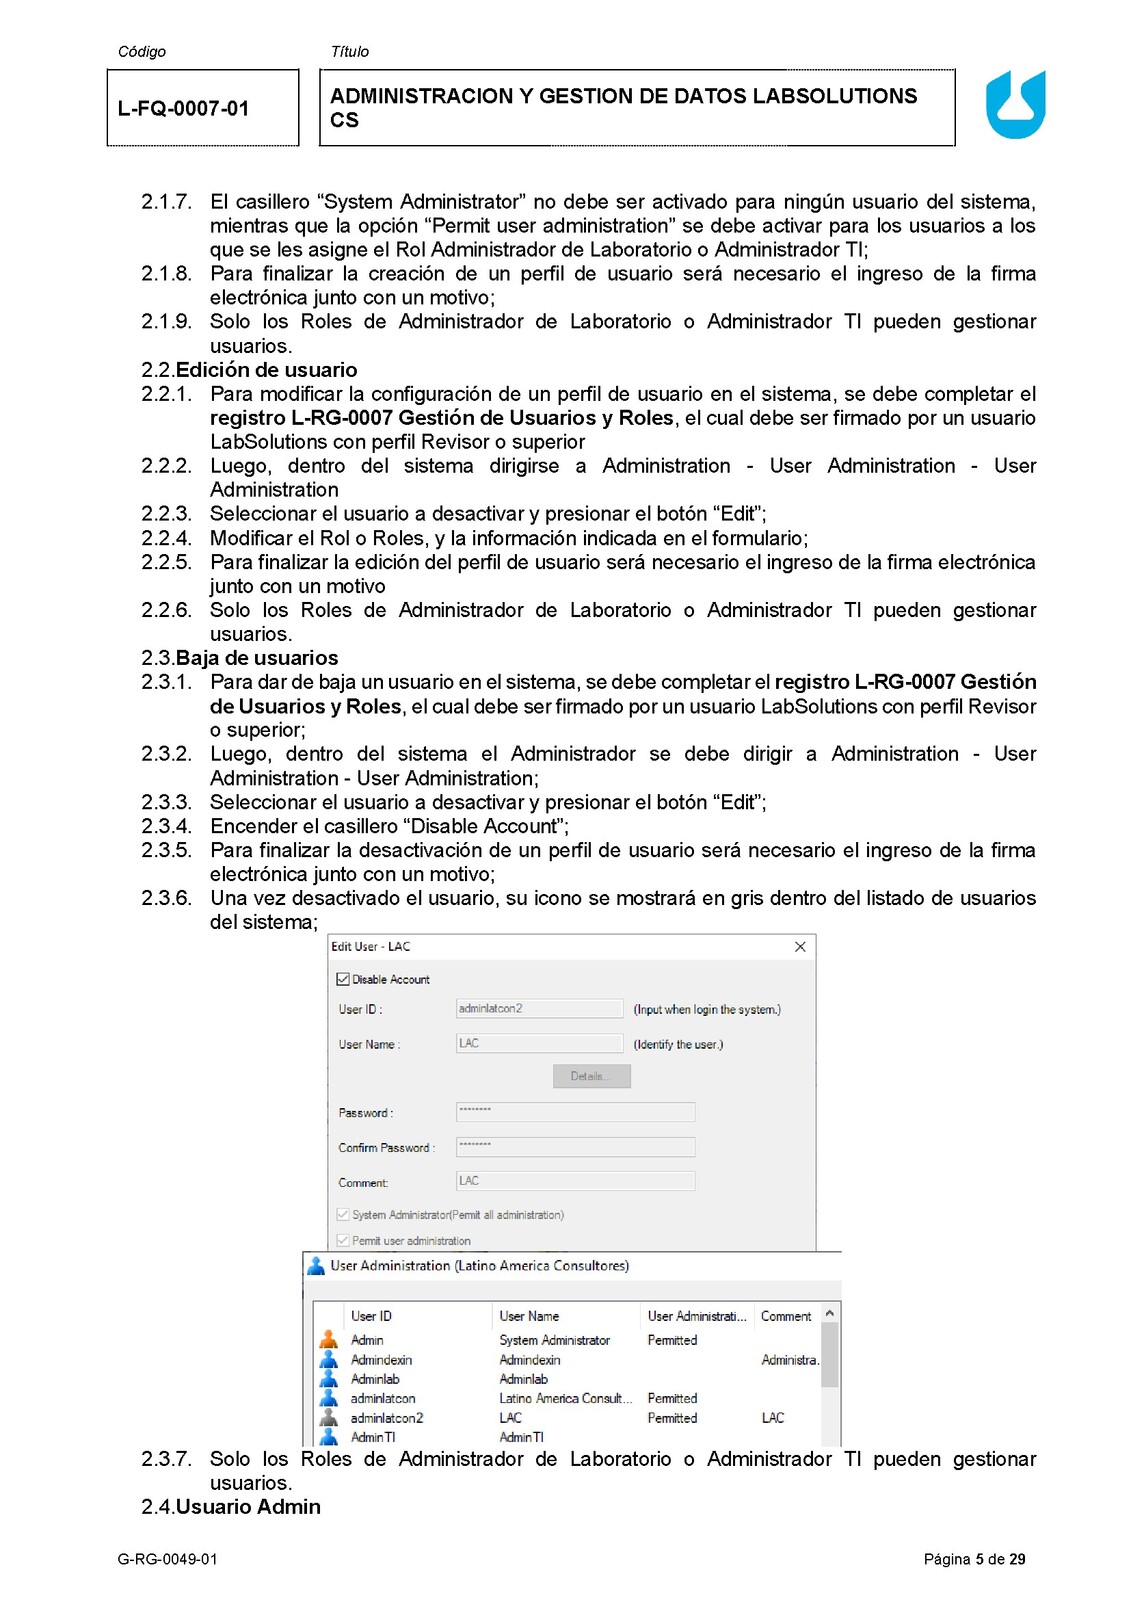 Código
Título
L-FQ-0007-01
ADMINISTRACION Y GESTION DE DATOS LABSOLUTIONS
CS
2.1.7. El casillero “System Administrator” no debe ser activado para ningún usuario del sistema,
mientras que la opción “Permit user administration” se debe activar para los usuarios a los
que se les asigne el Rol Administrador de Laboratorio o Administrador TI;
2.1.8. Para finalizar la creación de un perfil de usuario será necesario el ingreso de la firma
electrónica junto con un motivo;
2.1.9. Solo los Roles de Administrador de Laboratorio o Administrador TI pueden gestionar
usuarios.
2.2.Edición de usuario
2.2.1. Para modificar la configuración de un perfil de usuario en el sistema, se debe completar el
registro L-RG-0007 Gestión de Usuarios y Roles, el cual debe ser firmado por un usuario
LabSolutions con perfil Revisor o superior
2.2.2. Luego, dentro del sistema dirigirse a Administration - User Administration - User
Administration
2.2.3. Seleccionar el usuario a desactivar y presionar el botón “Edit”;
2.2.4. Modificar el Rol o Roles, y la información indicada en el formulario;
2.2.5. Para finalizar la edición del perfil de usuario será necesario el ingreso de la firma electrónica
junto con un motivo
2.2.6. Solo los Roles de Administrador de Laboratorio o Administrador TI pueden gestionar
usuarios.
2.3.Baja de usuarios
2.3.1. Para dar de baja un usuario en el sistema, se debe completar el registro L-RG-0007 Gestión
de Usuarios y Roles, el cual debe ser firmado por un usuario LabSolutions con perfil Revisor
o superior;
2.3.2. Luego, dentro del sistema el Administrador se debe dirigir a Administration - User
Administration - User Administration;
2.3.3. Seleccionar el usuario a desactivar y presionar el botón “Edit”;
2.3.4. Encender el casillero “Disable Account”;
2.3.5. Para finalizar la desactivación de un perfil de usuario será necesario el ingreso de la firma
electrónica junto con un motivo;
2.3.6. Una vez desactivado el usuario, su icono se mostrará en gris dentro del listado de usuarios
del sistema;
Edit User - LAC
Disable Account
User ID : adminlatcon2 (Input when login the system.)
User Name : LAC (Identify the user.)
Details...
Password : ********
Confirm Password : ********
Comment: LAC
System Administrator(Permit all administration)
Permit user administration
User Administration (Latino America Consultores)
User ID User Name User Administrati... Comment
Admin System Administrator Permitted
Admindexin Admindexin Administra.
Adminlab Adminlab
adminlatcon Latino America Consult... Permitted
adminlatcon2 LAC Permitted LAC
AdminTI AdminTI
2.3.7. Solo los Roles de Administrador de Laboratorio o Administrador TI pueden gestionar
usuarios.
2.4.Usuario Admin
G-RG-0049-01
Página 5 de 29